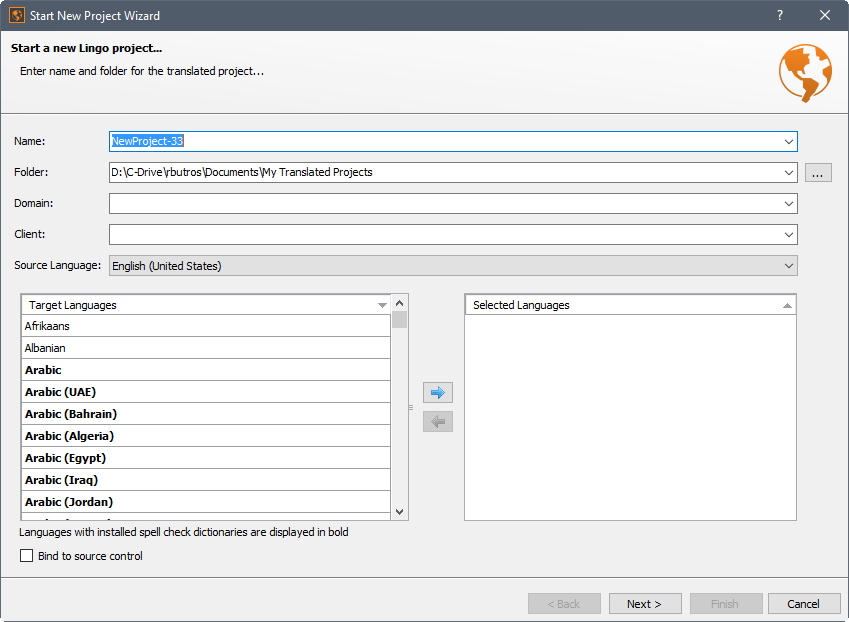 Start New Project Wizard
?
Start a new Lingo project...
Enter name and folder for the translated project...
Name:
NewProject-33
Folder:
D:\C-Drive\rbutros\Documents\My Translated Projects
...
Domain:
Client:
Source Language:
English (United States)
Target Languages
Selected Languages
Afrikaans
Albanian
Arabic
Arabic (UAE)
Arabic (Bahrain)
Arabic (Algeria)
Arabic (Egypt)
Arabic (Iraq)
Arabic (Jordan)
Languages with installed spell check dictionaries are displayed in bold
Bind to source control
< Back
Next >
Finish
Cancel